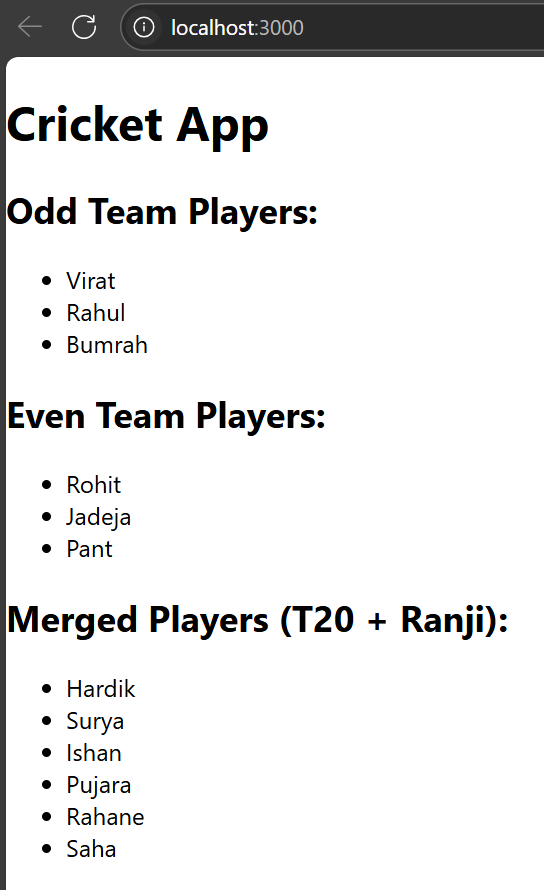 localhost:3000
Cricket App
Odd Team Players:
Virat
Rahul
Bumrah
Even Team Players:
Rohit
Jadeja
Pant
Merged Players (T20 + Ranji):
Hardik
Surya
Ishan
Pujara
Rahane
Saha